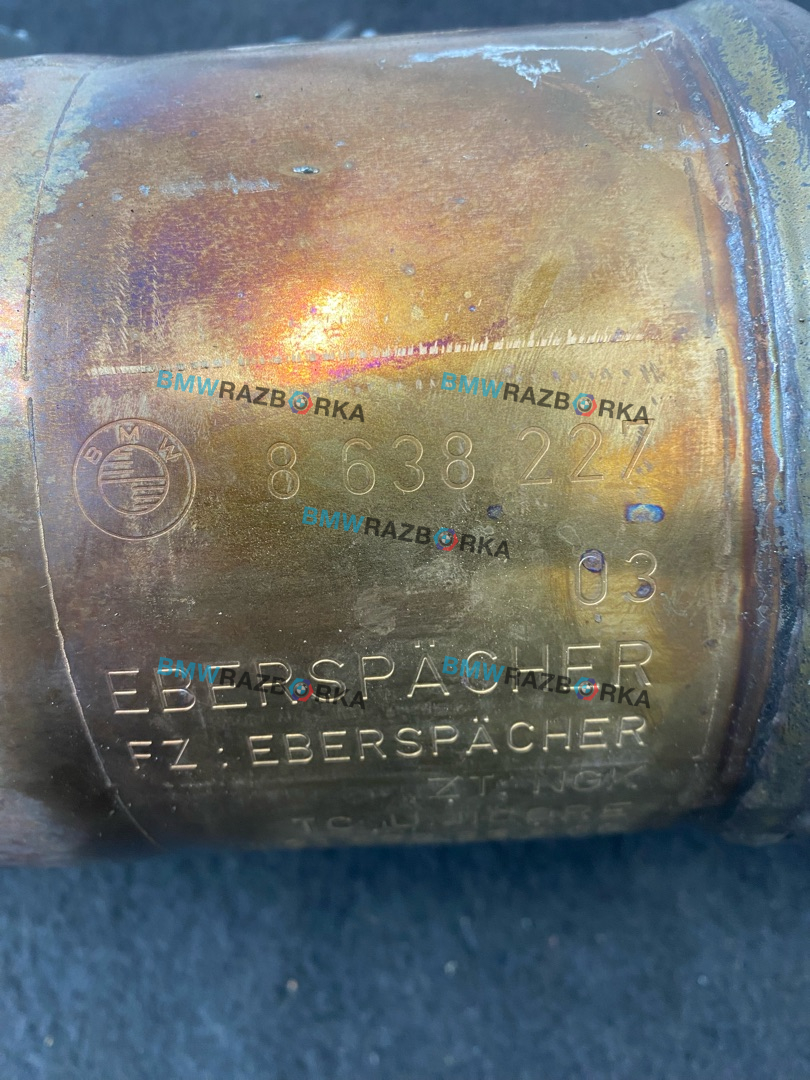 BMWRAZBORKA BMWRAZBORKA
BMW 8 638 227
BMWRAZBORKA
03
EBERSPÄCHER
BMWRAZBORKA BMWRAZBORKA
FZ : EBERSPÄCHER
ZT: NGK